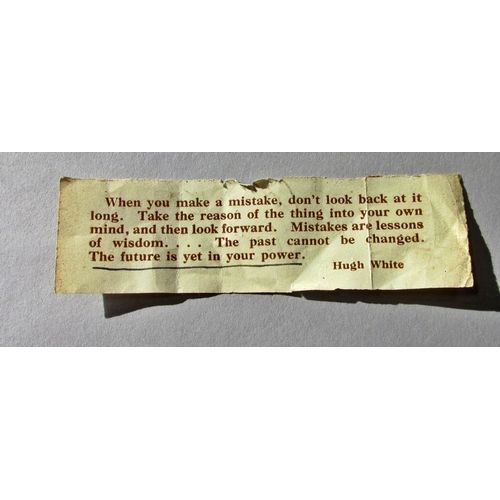 When you make a mistake, don't look back at it
long. Take the reason of the thing into your own
mind, and then look forward. Mistakes are lessons
of wisdom. . . . The past cannot be changed.
The future is yet in your power.
Hugh White